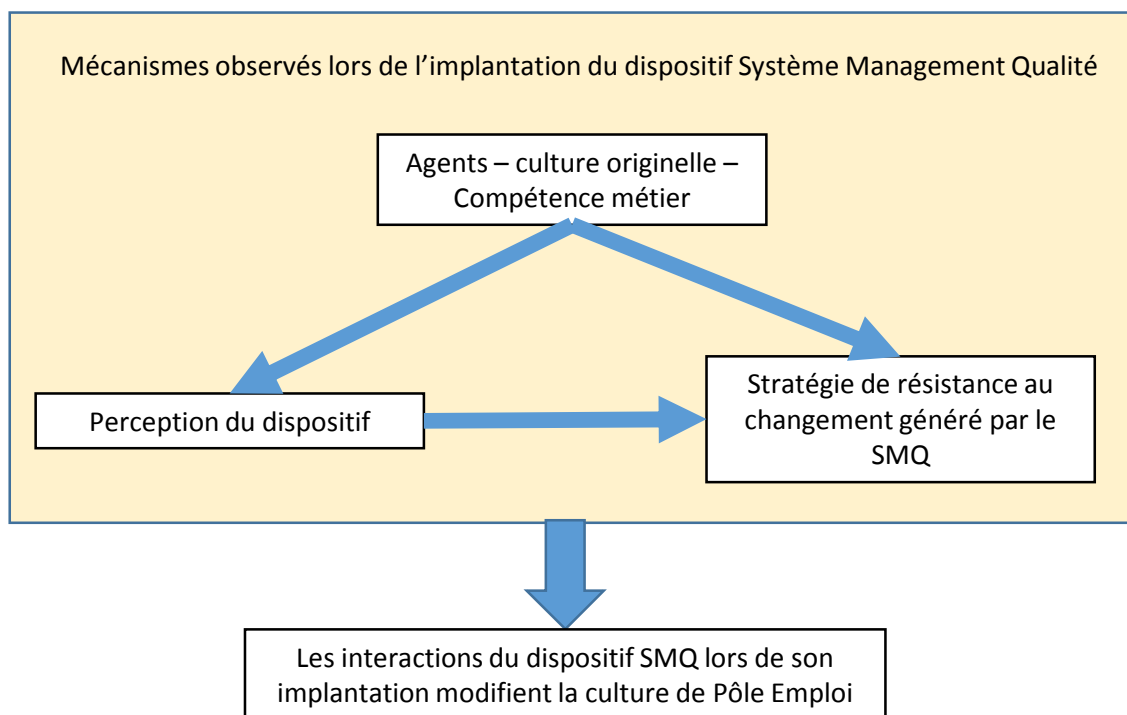 Mécanismes observés lors de l’implantation du dispositif Système Management Qualité
Agents – culture originelle –
Compétence métier
Perception du dispositif
Stratégie de résistance au
changement généré par le
SMQ
Les interactions du dispositif SMQ lors de son
implantation modifient la culture de Pôle Emploi